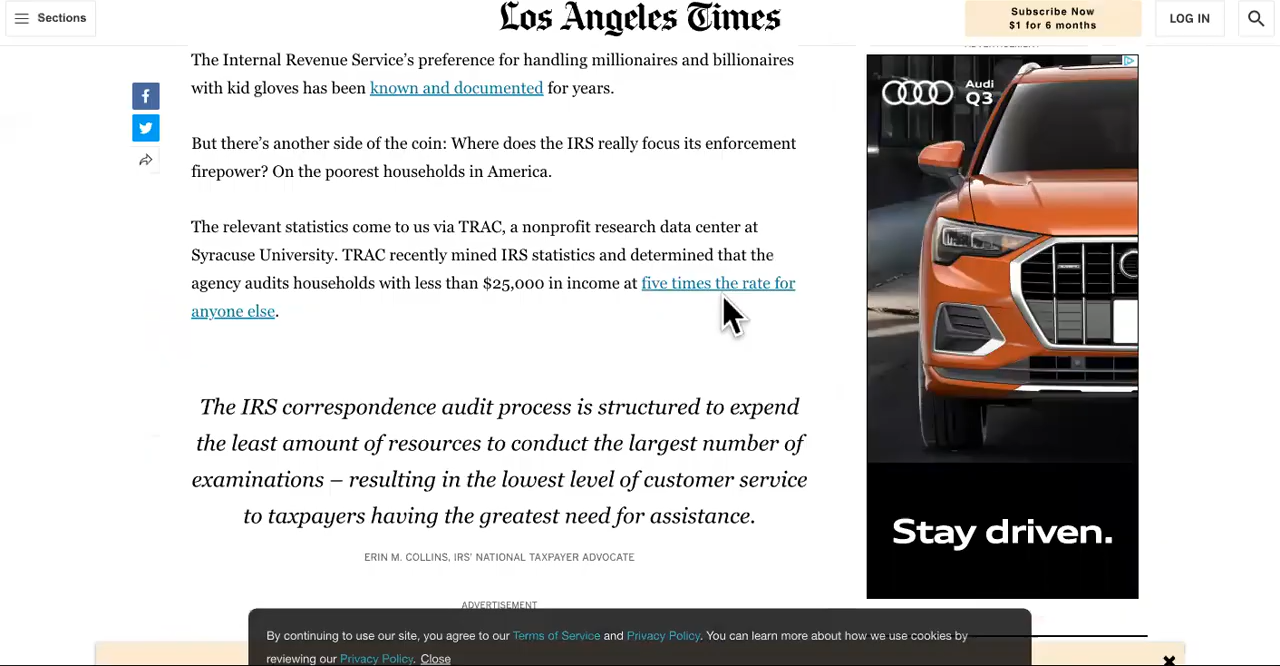 Sections
Los Angeles Times
Subscribe Now
$1 for 6 months
LOG IN
The Internal Revenue Service’s preference for handling millionaires and billionaires
with kid gloves has been known and documented for years.
But there’s another side of the coin: Where does the IRS really focus its enforcement
firepower? On the poorest households in America.
The relevant statistics come to us via TRAC, a nonprofit research data center at
Syracuse University. TRAC recently mined IRS statistics and determined that the
agency audits households with less than $25,000 in income at five times the rate for
anyone else.
The IRS correspondence audit process is structured to expend
the least amount of resources to conduct the largest number of
examinations – resulting in the lowest level of customer service
to taxpayers having the greatest need for assistance.
ERIN M. COLLINS, IRS’ NATIONAL TAXPAYER ADVOCATE
ADVERTISEMENT
ADVERTISEMENT
Audi
Q3
Stay driven.
By continuing to use our site, you agree to our Terms of Service and Privacy Policy. You can learn more about how we use cookies by
reviewing our Privacy Policy. Close